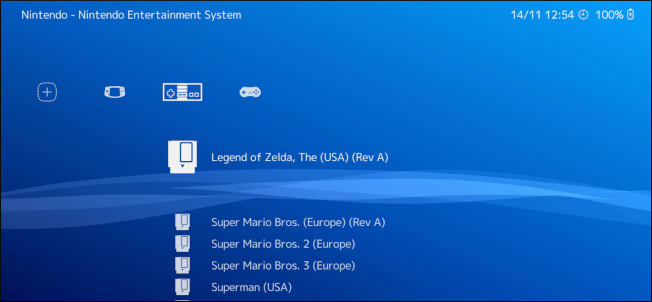 Nintendo - Nintendo Entertainment System
14/11 12:54 100%
Legend of Zelda, The (USA) (Rev A)
Super Mario Bros. (Europe) (Rev A)
Super Mario Bros. 2 (Europe)
Super Mario Bros. 3 (Europe)
Superman (USA)